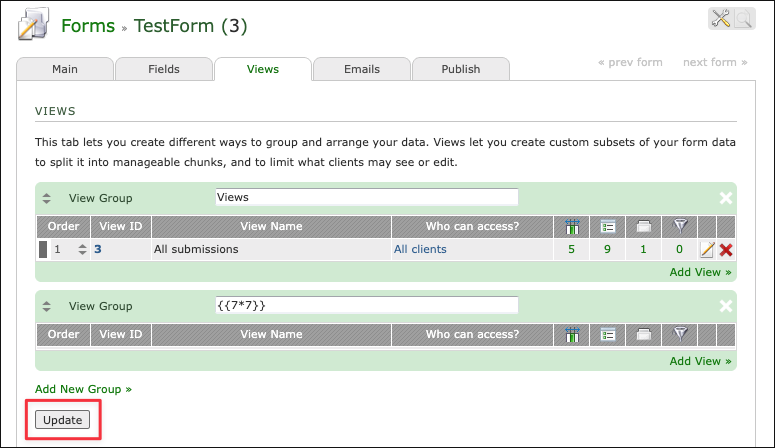 Forms » TestForm (3)
Main Fields Views Emails Publish « prev form next form »
VIEWS
This tab lets you create different ways to group and arrange your data. Views let you create custom subsets of your form data
to split it into manageable chunks, and to limit what clients may see or edit.
View Group Views
Order View ID View Name Who can access?
1 3 All submissions All clients 5 9 1 0
Add View »
View Group {{7*7}}
Order View ID View Name Who can access?
Add View »
Add New Group »
Update